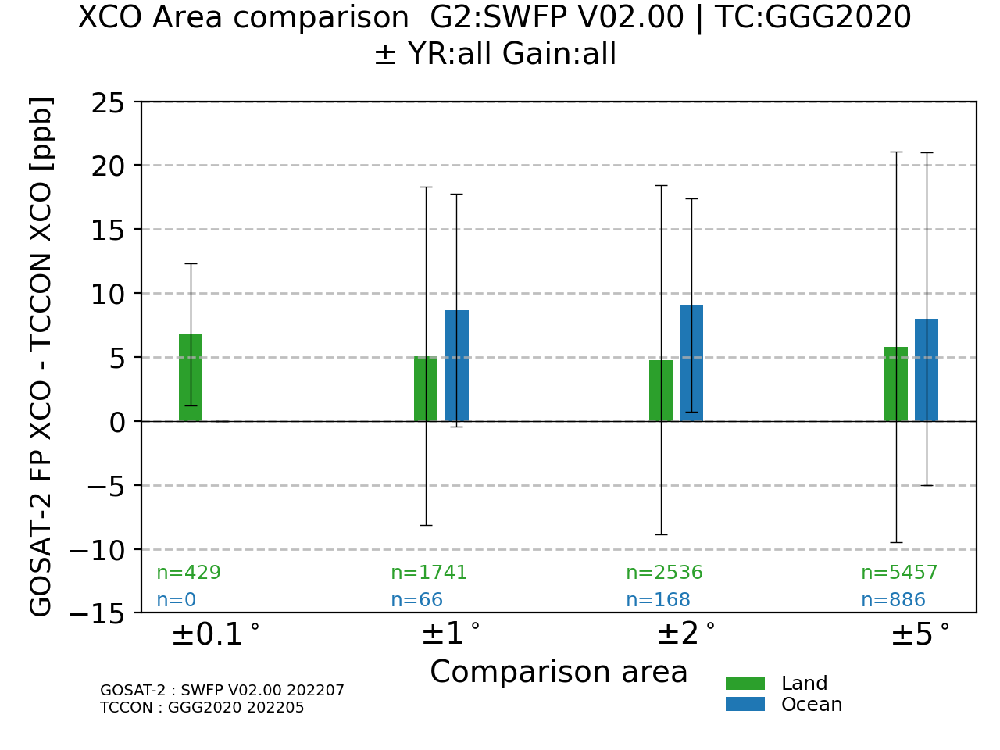 XCO Area comparison  G2:SWFP V02.00 | TC:GGG2020
± YR:all Gain:all
GOSAT-2 FP XCO - TCCON XCO [ppb]
25
20
15
10
5
0
−5
−10
−15
n=429
n=1741
n=2536
n=5457
n=0
n=66
n=168
n=886
±0.1°
±1°
±2°
±5°
Comparison area
GOSAT-2 : SWFP V02.00 202207
TCCON : GGG2020 202205
Land
Ocean